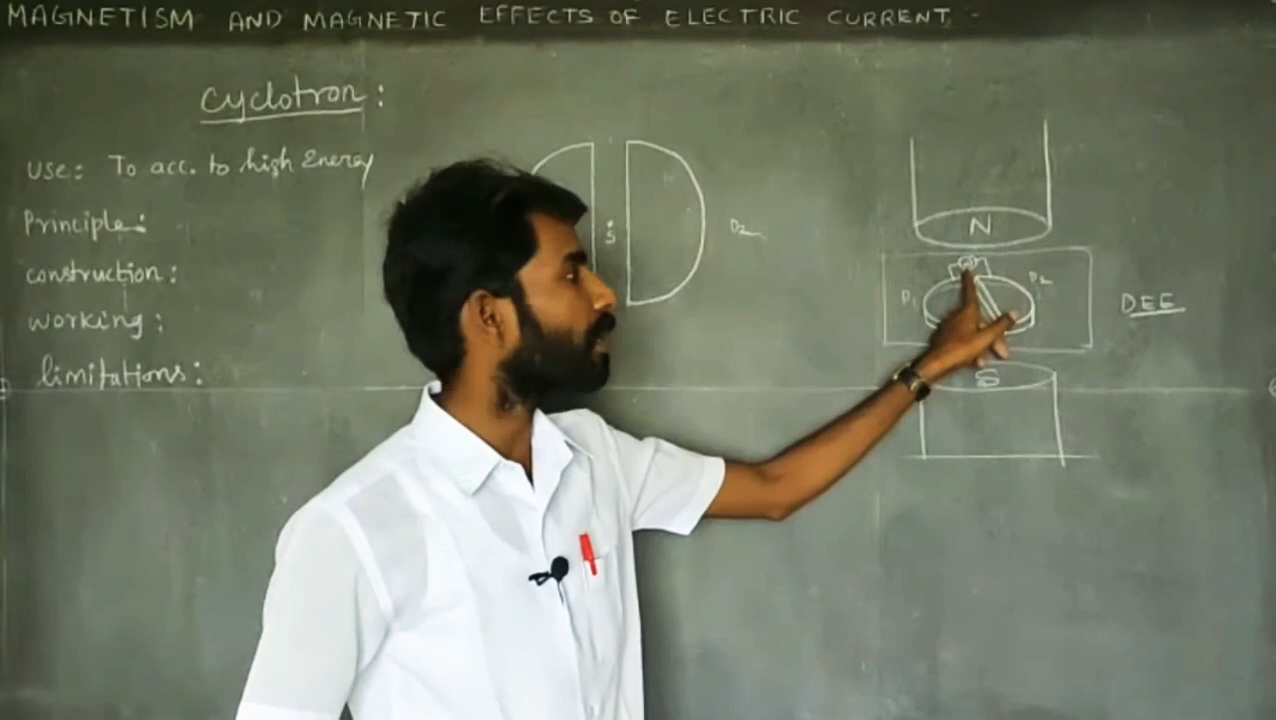 MAGNETISM AND MAGNETIC EFFECTS OF ELECTRIC CURRENT -
Cyclotron :
USE: To acc. to high Energy
Principle:
construction:
working:
limitations:
S
D2
N
D1
D2
DEE
S